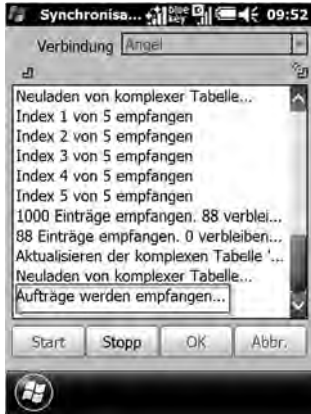 Synchronisa... blue key 09:52
Verbindung Angel
Neuladen von komplexer Tabelle...
Index 1 von 5 empfangen
Index 2 von 5 empfangen
Index 3 von 5 empfangen
Index 4 von 5 empfangen
Index 5 von 5 empfangen
1000 Einträge empfangen. 88 verblei...
88 Einträge empfangen. 0 verbleiben...
Aktualisieren der komplexen Tabelle '...
Neuladen von komplexer Tabelle...
Aufträge werden empfangen...
Start Stopp OK Abbr.